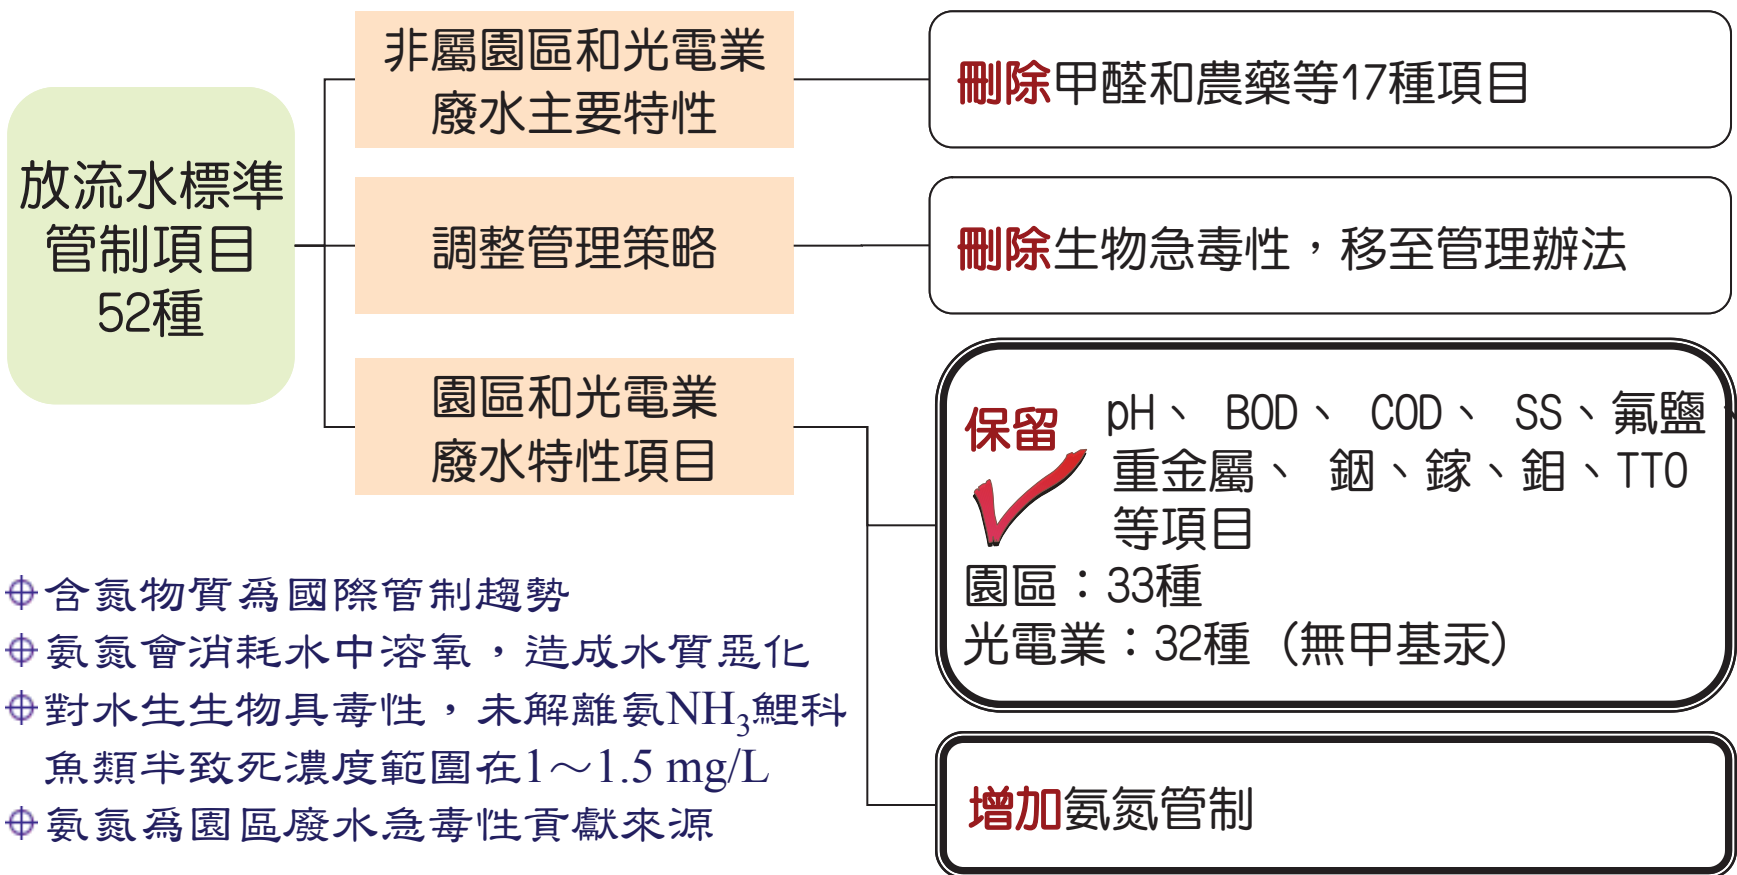 放流水標準
管制項目
52種
非屬園區和光電業
廢水主要特性
刪除甲醛和農藥等17種項目
調整管理策略
刪除生物急毒性，移至管理辦法
園區和光電業
廢水特性項目
保留 pH、 BOD、 COD、 SS、氟鹽、
重金屬、 銦、鎵、鉬、TTO
等項目
園區：33種
光電業：32種（無甲基汞）
增加氨氮管制
含氮物質為國際管制趨勢
氨氮會消耗水中溶氧，造成水質惡化
對水生生物具毒性，未解離氨NH₃鯉科
魚類半致死濃度範圍在1～1.5 mg/L
氨氮為園區廢水急毒性貢獻來源